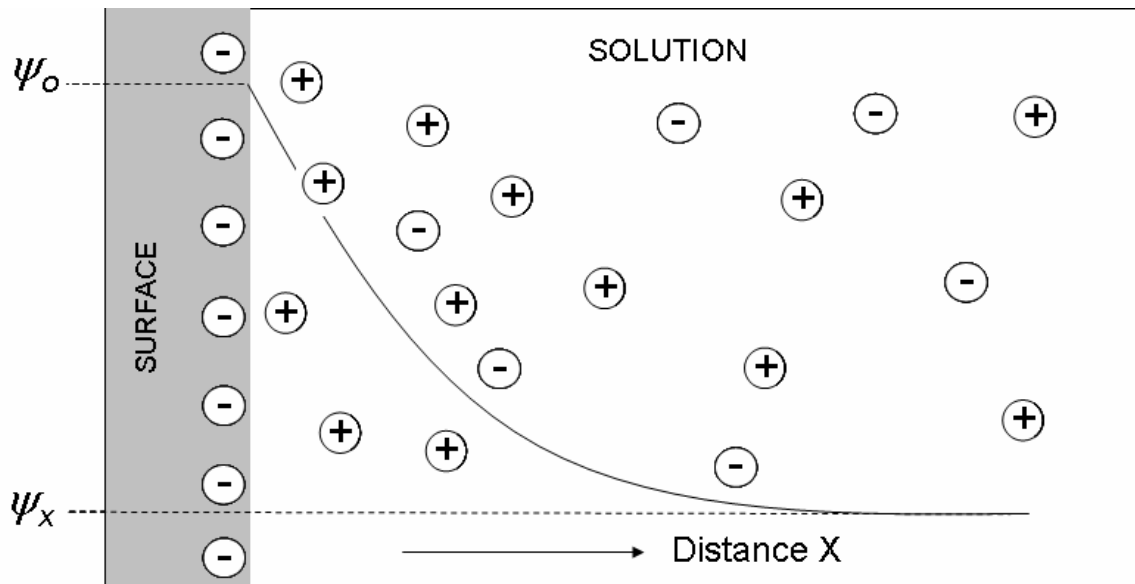 SOLUTION
ψo
SURFACE
ψx
Distance X